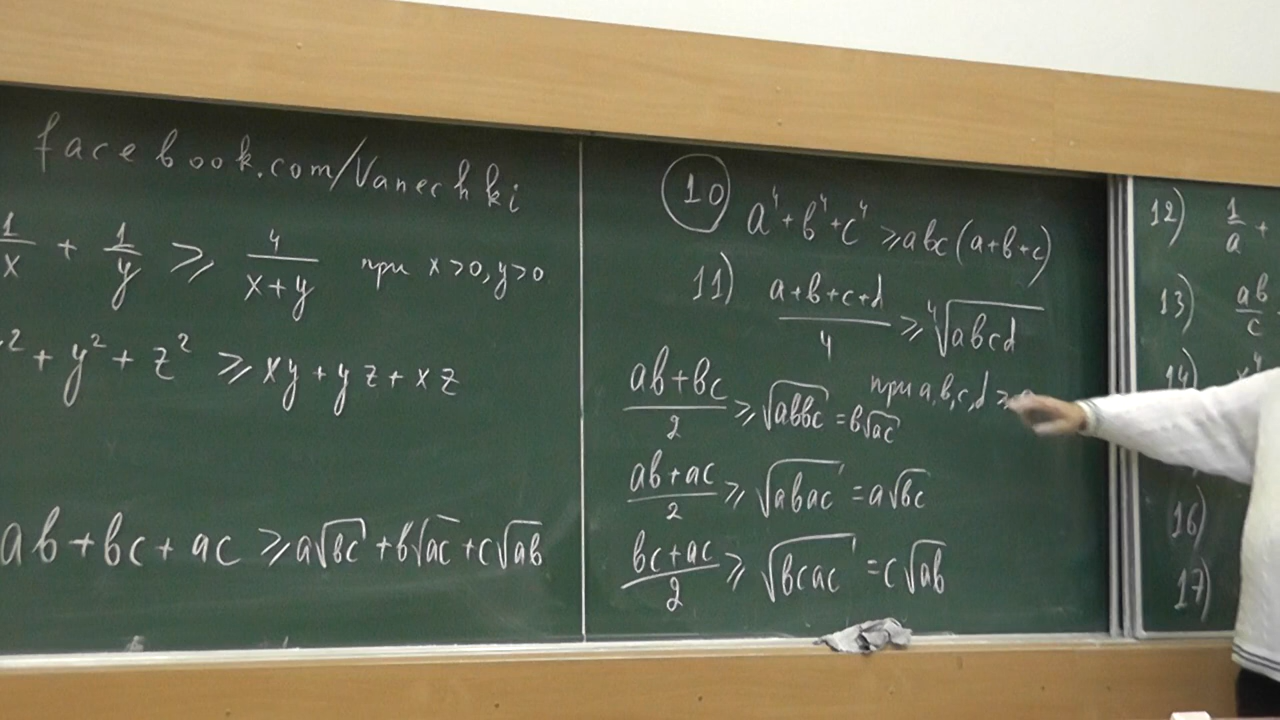 facebook.com/Vanechki
1/x + 1/y ≥ 4/(x+y) при x>0, y>0
² + y² + z² ≥ xy + yz + xz
ab + bc + ac ≥ a√bc + b√ac + c√ab
10 a⁴ + b⁴ + c⁴ ≥ abc(a+b+c)
11) (a+b+c+d)/4 ≥ ⁴√abcd
при a, b, c, d ≥
(ab+bc)/2 ≥ √abbc = b√ac
(ab+ac)/2 ≥ √abac = a√bc
(bc+ac)/2 ≥ √bcac = c√ab
12) 1/a +
13) ab/c
14)
16)
17)